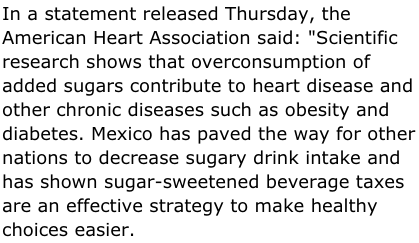 In a statement released Thursday, the
American Heart Association said: "Scientific
research shows that overconsumption of
added sugars contribute to heart disease and
other chronic diseases such as obesity and
diabetes. Mexico has paved the way for other
nations to decrease sugary drink intake and
has shown sugar-sweetened beverage taxes
are an effective strategy to make healthy
choices easier.